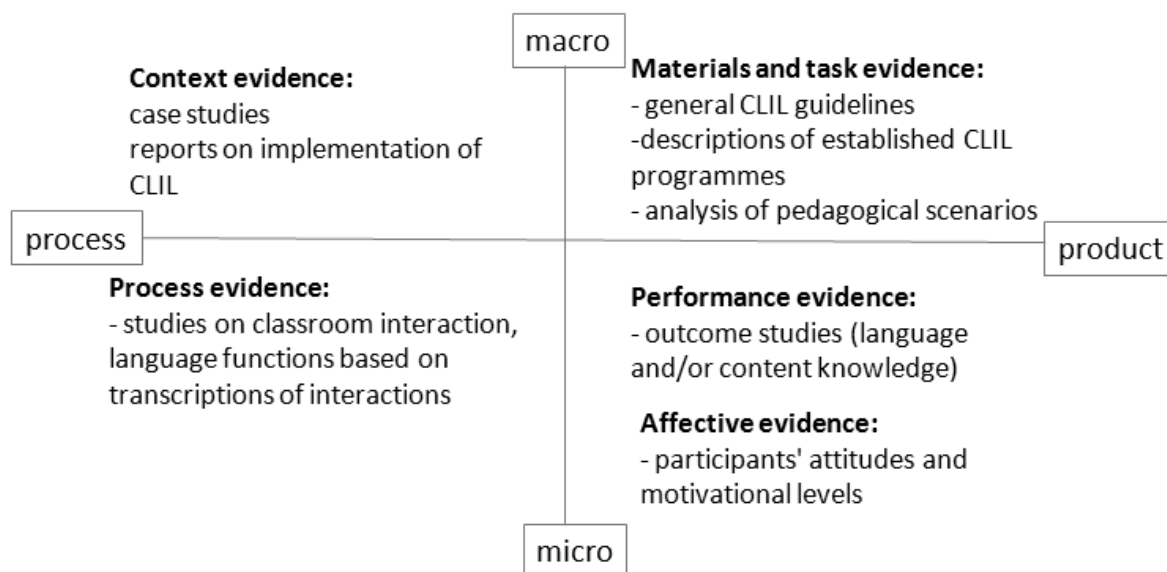 macro
Context evidence:
case studies
reports on implementation of
CLIL
Materials and task evidence:
- general CLIL guidelines
-descriptions of established CLIL
programmes
- analysis of pedagogical scenarios
process
product
Process evidence:
- studies on classroom interaction,
language functions based on
transcriptions of interactions
Performance evidence:
- outcome studies (language
and/or content knowledge)
Affective evidence:
- participants' attitudes and
motivational levels
micro